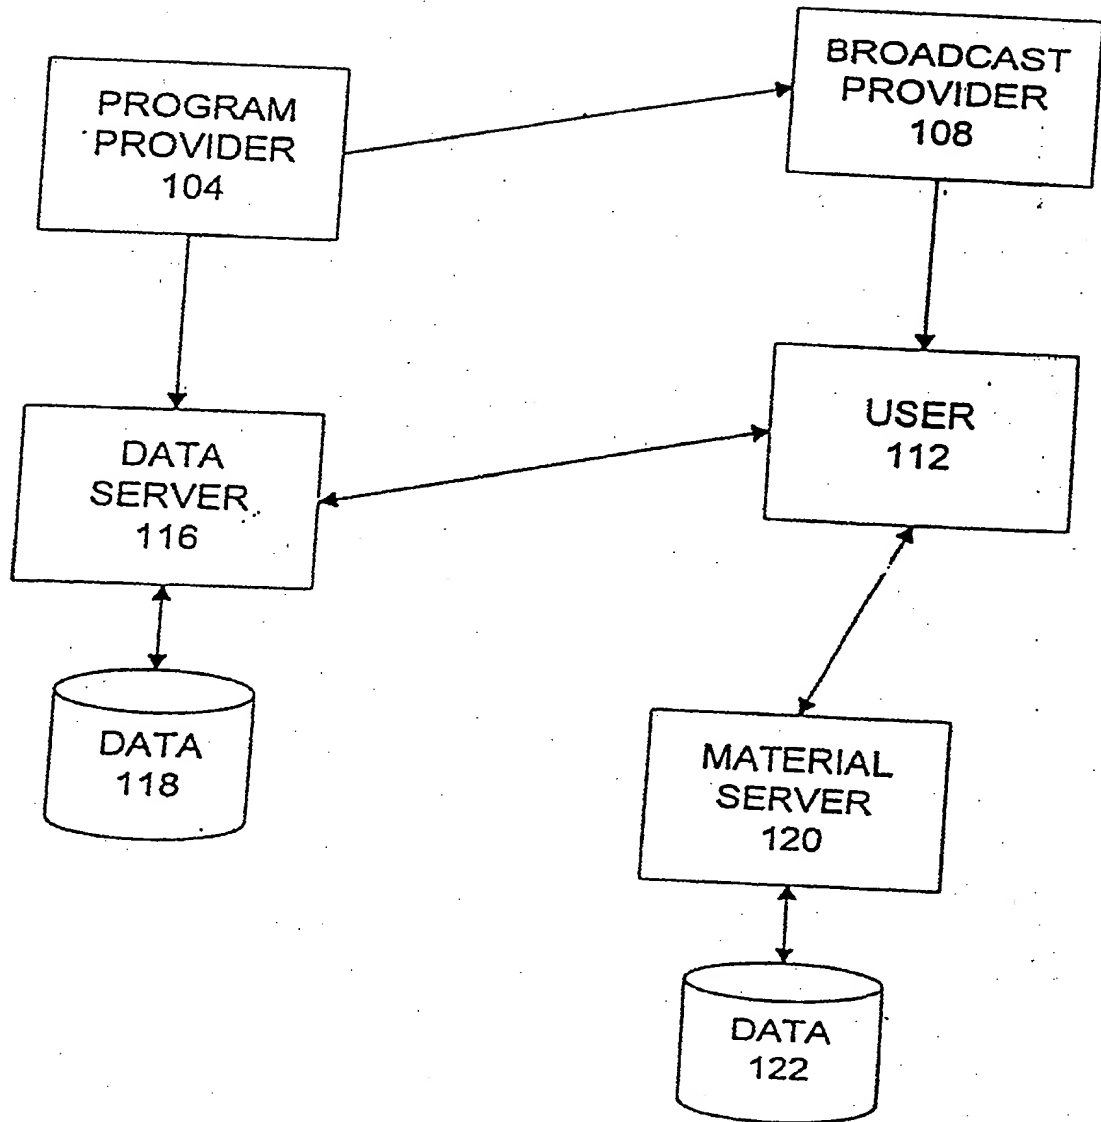 PROGRAM
PROVIDER
104
BROADCAST
PROVIDER
108
DATA
SERVER
116
USER
112
DATA
118
MATERIAL
SERVER
120
DATA
122